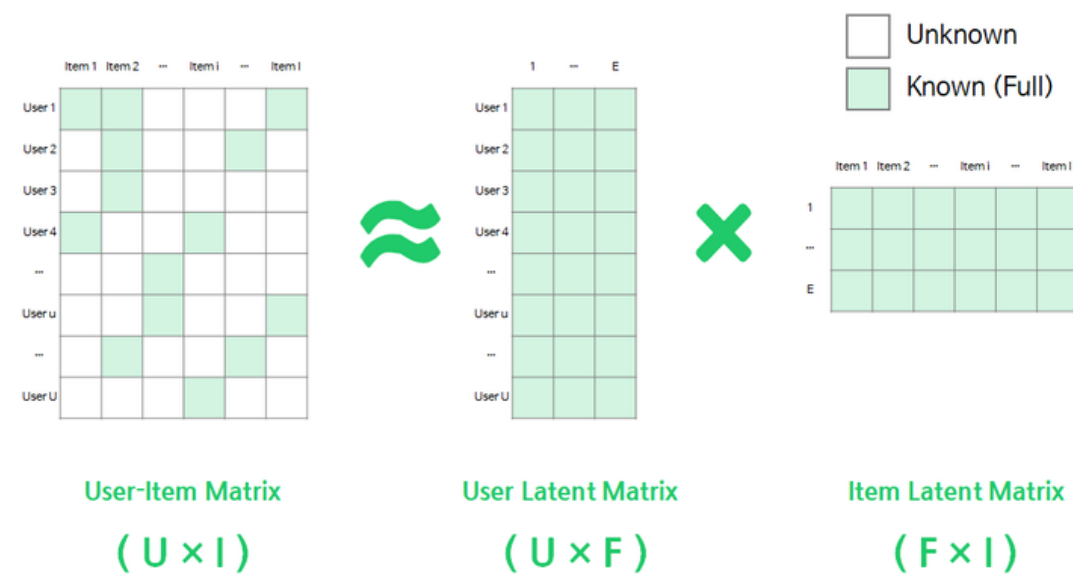 Unknown
Known (Full)
Item 1 Item 2 ... Item i ... Item I
User 1
User 2
User 3
User 4
...
User u
...
User U
1 ... E
User 1
User 2
User 3
User 4
...
User u
...
User U
Item 1 Item 2 ... Item i ... Item I
1
...
E
≈
×
User-Item Matrix
(U×I)
User Latent Matrix
(U×F)
Item Latent Matrix
(F×I)